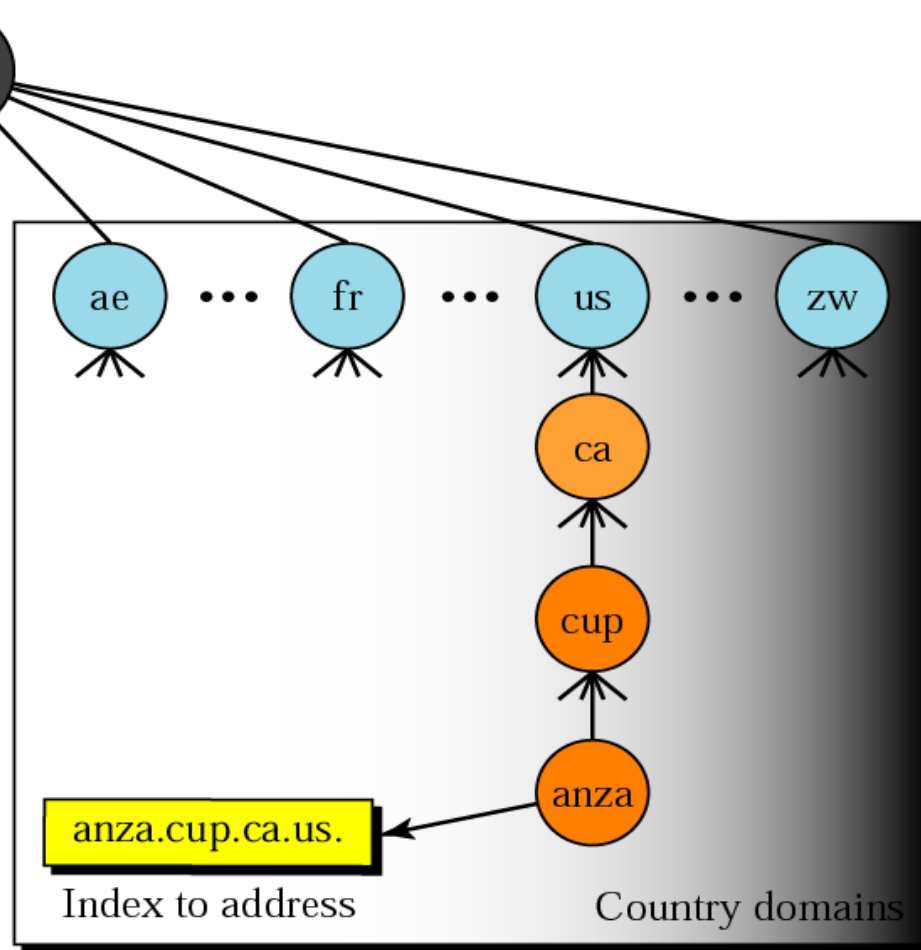 ae ••• fr ••• us ••• zw
ca
cup
anza
anza.cup.ca.us.
Index to address
Country domains